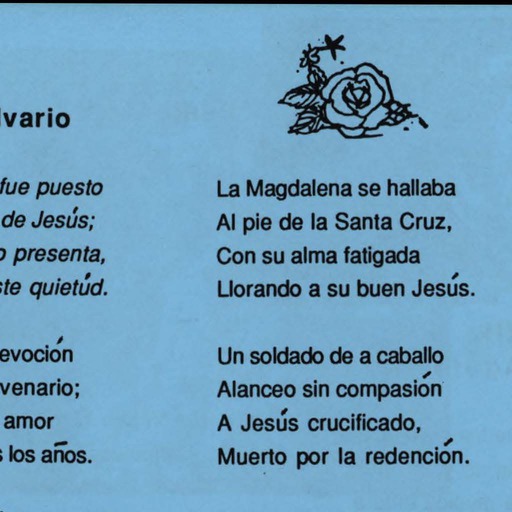 lvario
fue puesto
de Jesús;
presenta,
quietúd.
evoción
venario;
amor
los años.
La Magdalena se hallaba
Al pie de la Santa Cruz,
Con su alma fatigada
Llorando a su buen Jesús.
Un soldado de a caballo
Alanceo sin compasión
A Jesús crucificado,
Muerto por la redención.